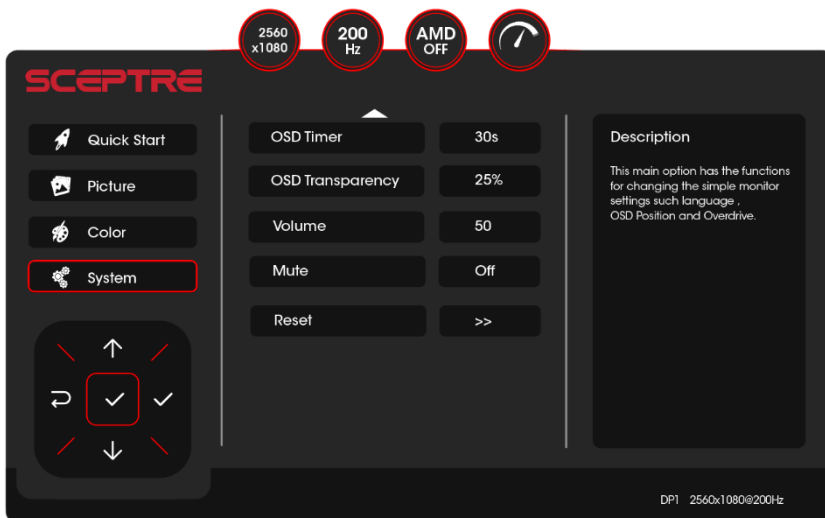 2560
x1080
200
Hz
AMD
OFF
SCEPTRE
Quick Start
Picture
Color
System
OSD Timer 30s
OSD Transparency 25%
Volume 50
Mute Off
Reset >>
Description
This main option has the functions
for changing the simple monitor
settings such language ,
OSD Position and Overdrive.
DP1 2560x1080@200Hz